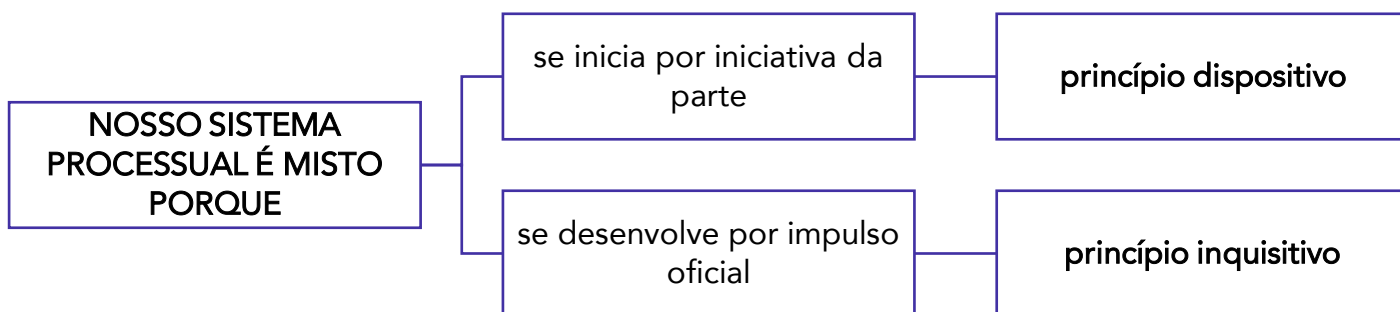 NOSSO SISTEMA
PROCESSUAL É MISTO
PORQUE
se inicia por iniciativa da
parte
princípio dispositivo
se desenvolve por impulso
oficial
princípio inquisitivo